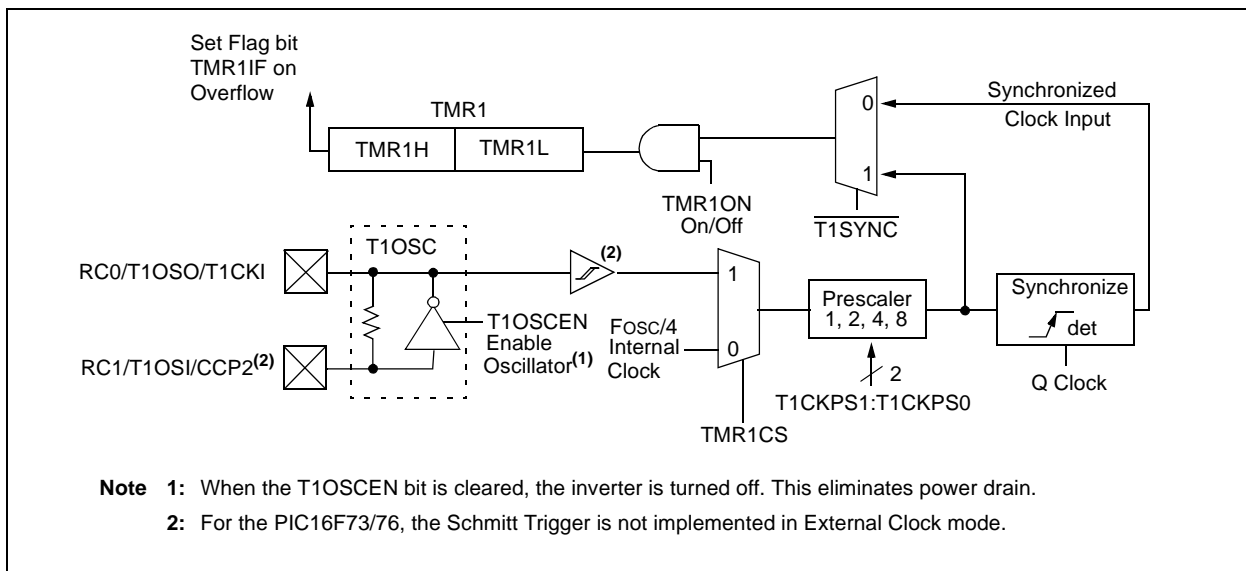 Set Flag bit
TMR1IF on
Overflow
TMR1
TMR1H
TMR1L
TMR1ON
On/Off
0
1
T1SYNC
Synchronized
Clock Input
RC0/T1OSO/T1CKI
T1OSC
(2)
RC1/T1OSI/CCP2(2)
T1OSCEN
Enable
Oscillator(1)
FOSC/4
Internal
Clock
1
0
TMR1CS
Prescaler
1, 2, 4, 8
2
T1CKPS1:T1CKPS0
Synchronize
det
Q Clock
Note 1: When the T1OSCEN bit is cleared, the inverter is turned off. This eliminates power drain.
2: For the PIC16F73/76, the Schmitt Trigger is not implemented in External Clock mode.